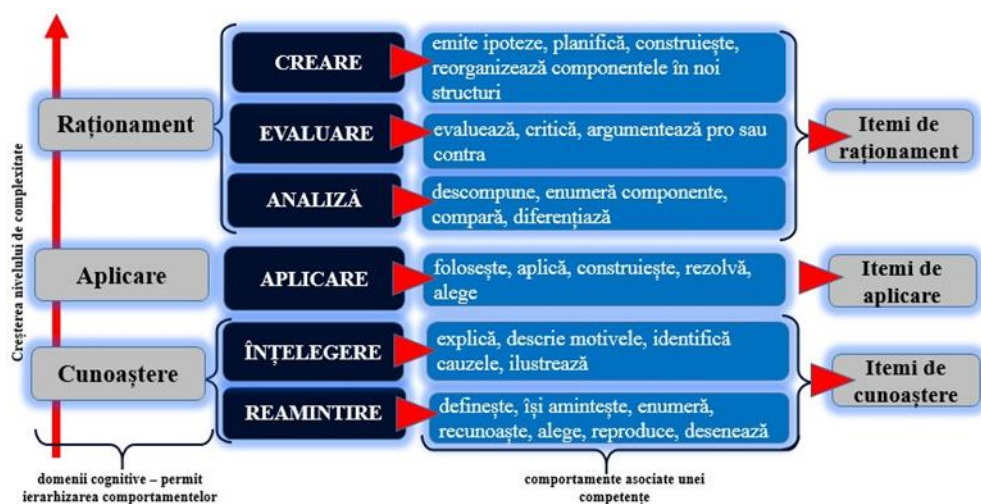 Creșterea nivelului de complexitate
Raționament
CREARE
emite ipoteze, planifică, construiește,
reorganizează componentele în noi
structuri
EVALUARE
evaluează, critică, argumentează pro sau
contra
ANALIZĂ
descompune, enumeră componente,
compară, diferențiază
Itemi de
raționament
Aplicare
APLICARE
folosește, aplică, construiește, rezolvă,
alege
Itemi de
aplicare
Cunoaștere
ÎNȚELEGERE
explică, descrie motivele, identifică
cauzele, ilustrează
REAMINTIRE
definește, își amintește, enumeră,
recunoaște, alege, reproduce, desenează
Itemi de
cunoaștere
domenii cognitive – permit
ierarhizarea comportamentelor
comportamente asociate unei
competențe